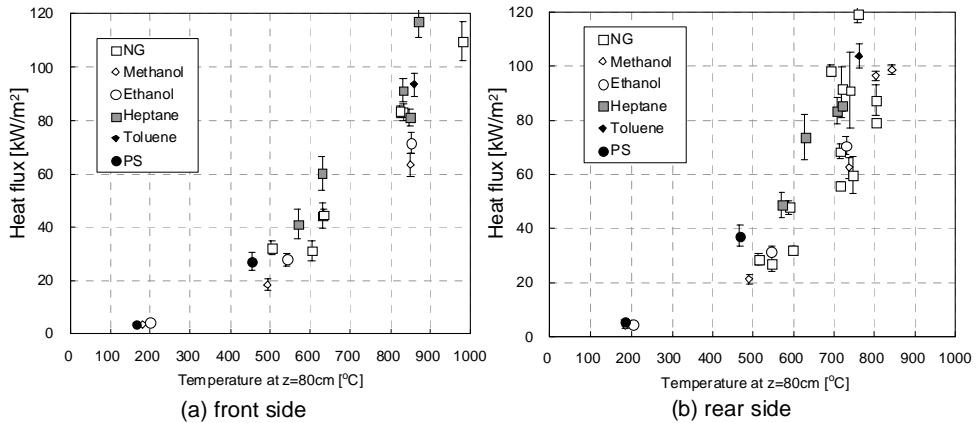 120
100
80
60
40
20
0
Heat flux [kW/m²]
NG
Methanol
Ethanol
Heptane
Toluene
PS
0 100 200 300 400 500 600 700 800 900 1000
Temperature at z=80cm [°C]
(a) front side
120
100
80
60
40
20
0
Heat flux [kW/m²]
NG
Methanol
Ethanol
Heptane
Toluene
PS
0 100 200 300 400 500 600 700 800 900 1000
Temperature at z=80cm [°C]
(b) rear side